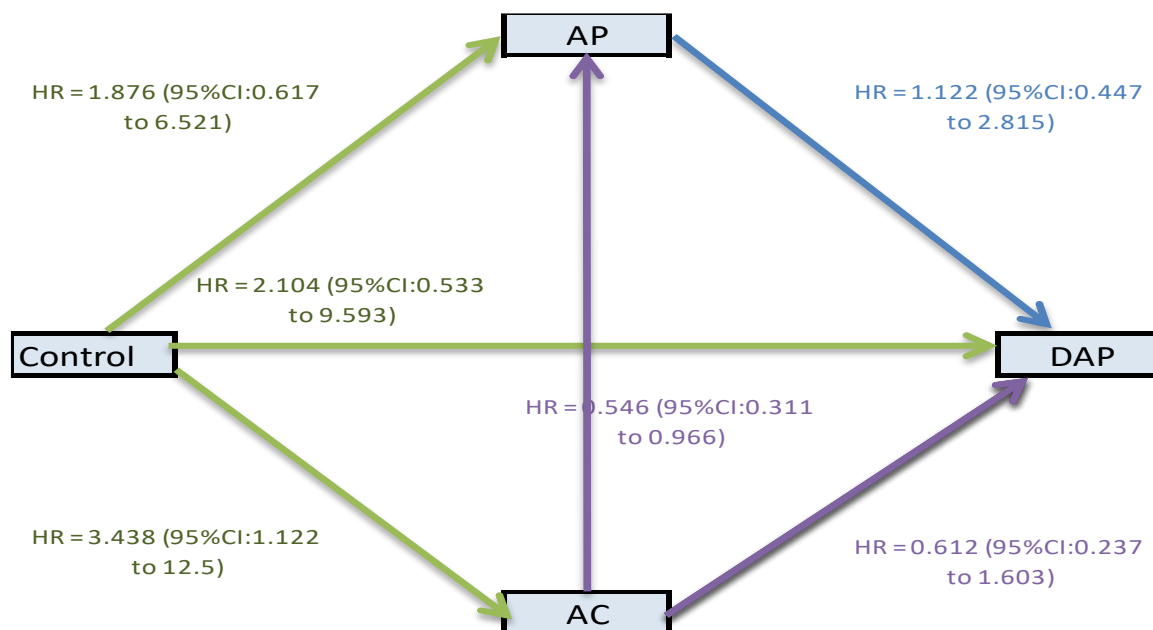 AP
HR = 1.876 (95%CI:0.617
to 6.521)
HR = 1.122 (95%CI:0.447
to 2.815)
HR = 2.104 (95%CI:0.533
to 9.593)
Control
DAP
HR = 0.546 (95%CI:0.311
to 0.966)
HR = 3.438 (95%CI:1.122
to 12.5)
HR = 0.612 (95%CI:0.237
to 1.603)
AC